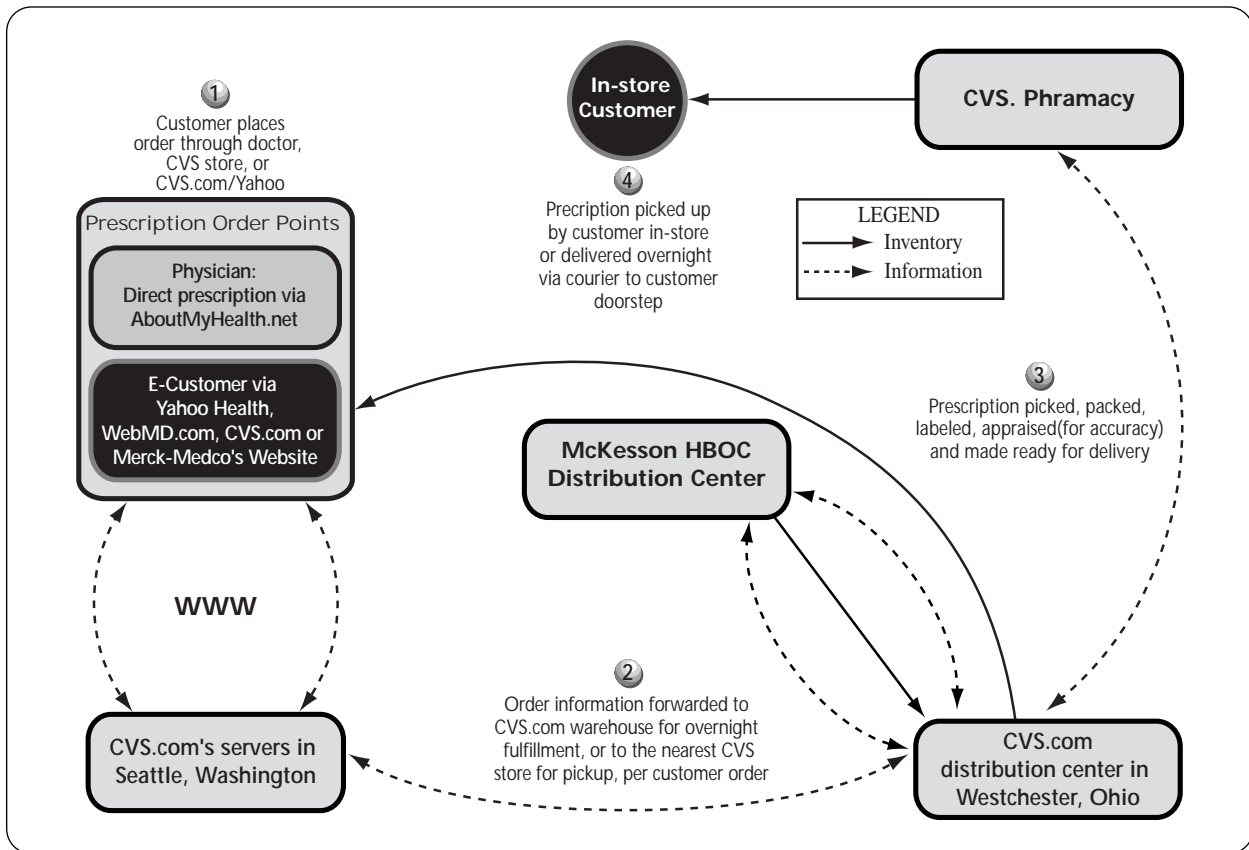 1
Customer places
order through doctor,
CVS store, or
CVS.com/Yahoo
Prescription Order Points
Physician:
Direct prescription via
AboutMyHealth.net
E-Customer via
Yahoo Health,
WebMD.com, CVS.com or
Merck-Medco's Website
WWW
CVS.com's servers in
Seattle, Washington
2
Order information forwarded to
CVS.com warehouse for overnight
fulfillment, or to the nearest CVS
store for pickup, per customer order
McKesson HBOC
Distribution Center
CVS.com
distribution center in
Westchester, Ohio
3
Prescription picked, packed,
labeled, appraised(for accuracy)
and made ready for delivery
CVS. Phramacy
In-store
Customer
4
Precription picked up
by customer in-store
or delivered overnight
via courier to customer
doorstep
LEGEND
Inventory
Information